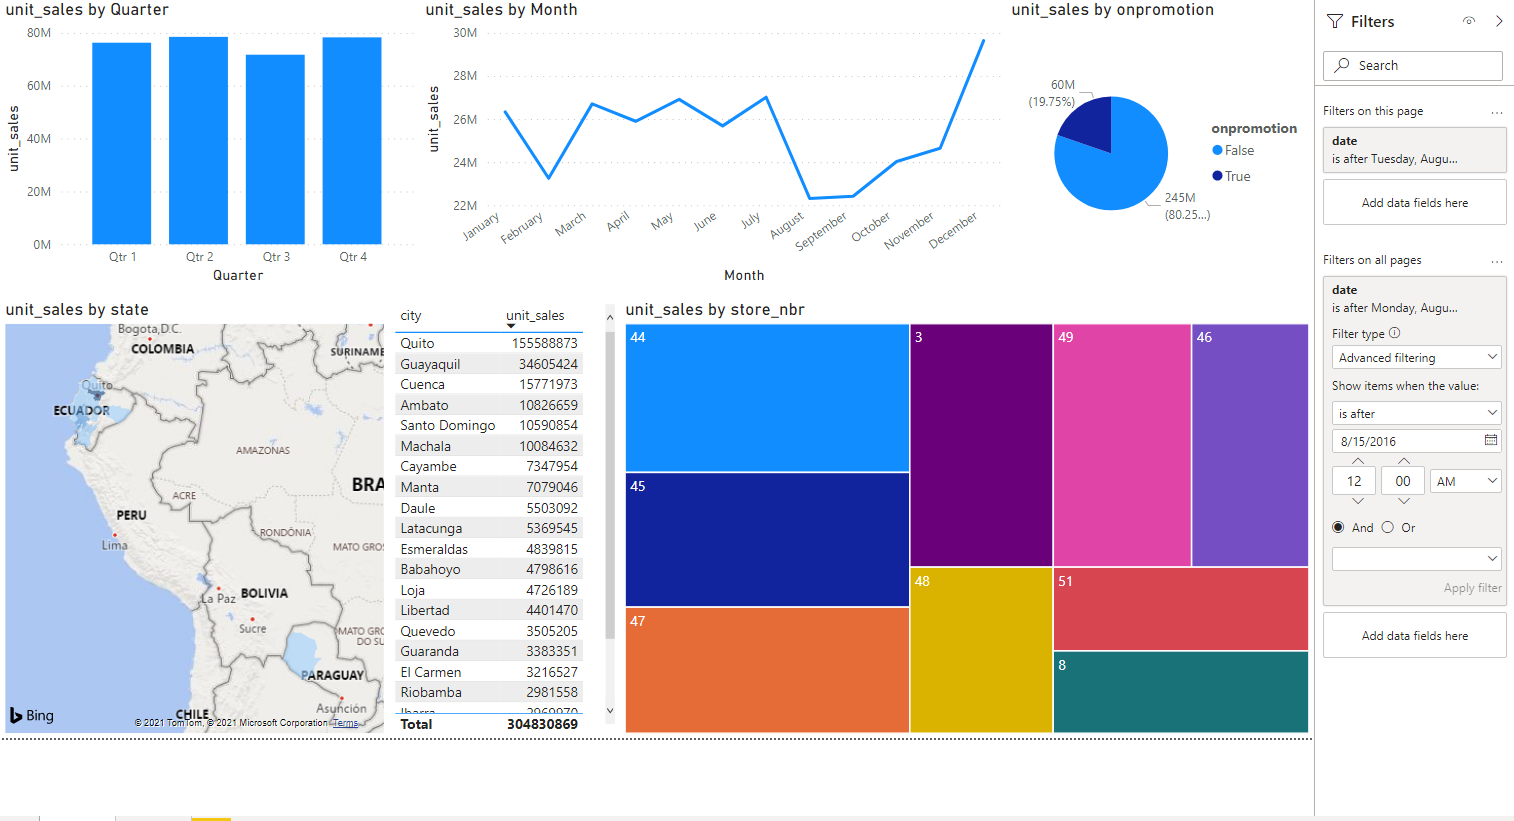 unit_sales by Quarter
80M
60M
40M
20M
0M
unit_sales
Qtr 1
Qtr 2
Qtr 3
Qtr 4
Quarter
unit_sales by Month
30M
28M
26M
24M
22M
unit_sales
January
February
March
April
May
June
July
August
September
October
November
December
Month
unit_sales by onpromotion
60M
(19.75%)
245M
(80.25...)
onpromotion
False
True
unit_sales by state
Bogota, D.C.
COLOMBIA
SURINAME
Quito
ECUADOR
AMAZONAS
ACRE
BRA
PERU
RONDÔNIA
Lima
MATO GROS
BOLIVIA
La Paz
Sucre
MATO GRO
DO SU
PARAGUAY
Asunción
CHILE
Bing
© 2021 TomTom, © 2021 Microsoft Corporation Terms
city unit_sales
Quito 155588873
Guayaquil 34605424
Cuenca 15771973
Ambato 10826659
Santo Domingo 10590854
Machala 10084632
Cayambe 7347954
Manta 7079046
Daule 5503092
Latacunga 5369545
Esmeraldas 4839815
Babahoyo 4798616
Loja 4726189
Libertad 4401470
Quevedo 3505205
Guaranda 3383351
El Carmen 3216527
Riobamba 2981558
Ibarra 2969970
Total 304830869
unit_sales by store_nbr
44
45
47
3
48
49
46
51
8
Filters
Search
Filters on this page ...
date
is after Tuesday, Augu...
Add data fields here
Filters on all pages ...
date
is after Monday, Augu...
Filter type
Advanced filtering
Show items when the value:
is after
8/15/2016
12 00 AM
And Or
Apply filter
Add data fields here